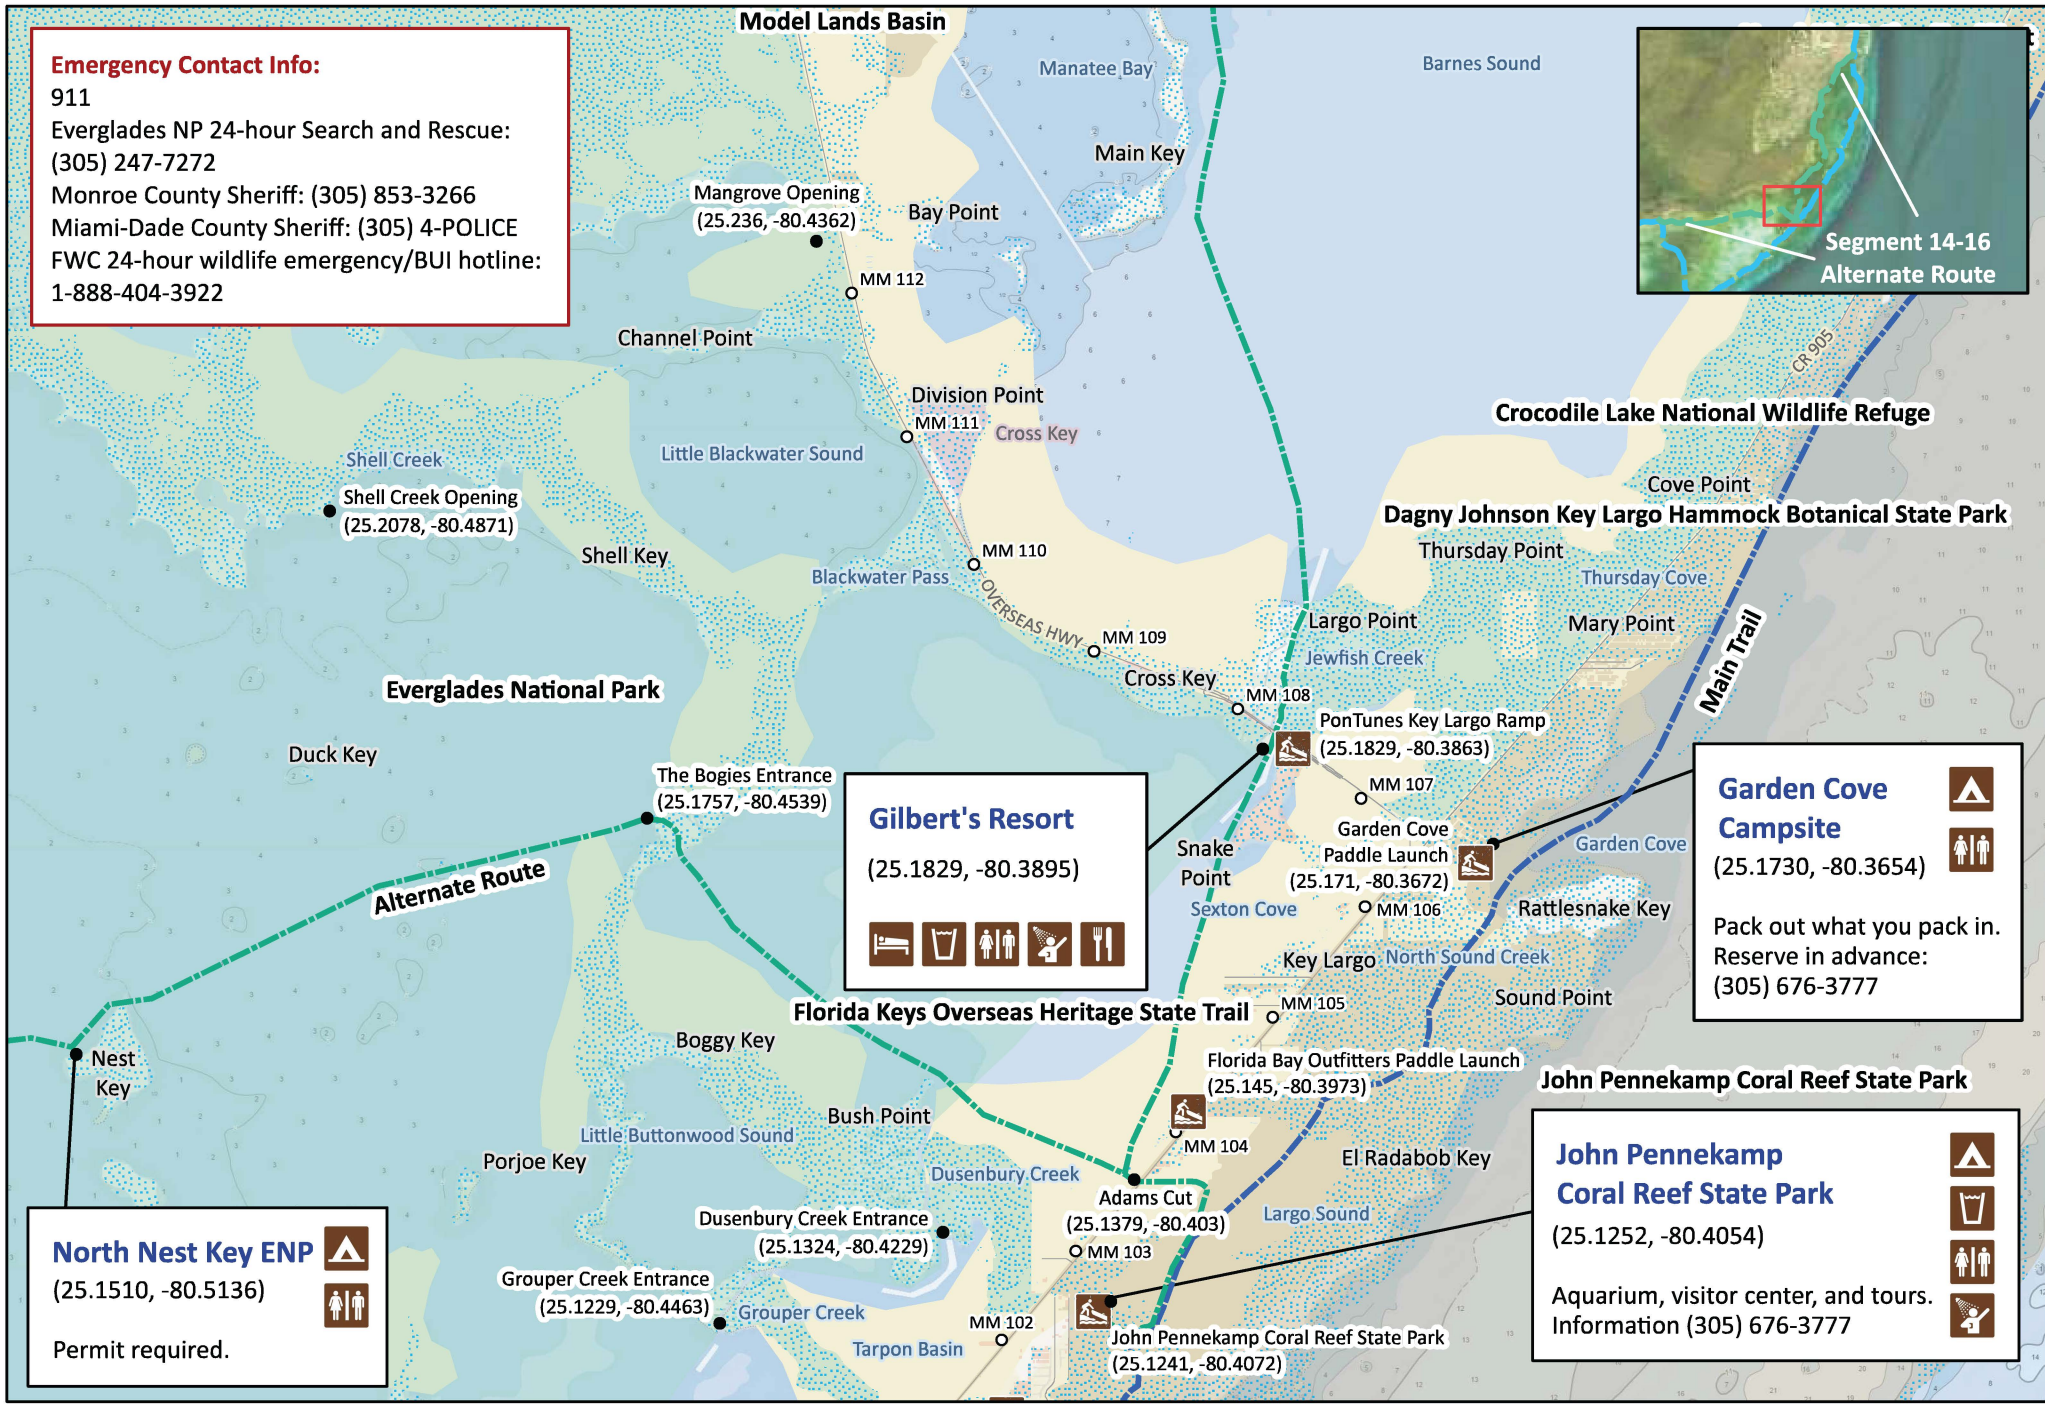 Model Lands Basin
Emergency Contact Info:
911
Everglades NP 24-hour Search and Rescue:
(305) 247-7272
Monroe County Sheriff: (305) 853-3266
Miami-Dade County Sheriff: (305) 4-POLICE
FWC 24-hour wildlife emergency/BUI hotline:
1-888-404-3922
Manatee Bay
Barnes Sound
Main Key
Segment 14-16
Alternate Route
Mangrove Opening
(25.236, -80.4362)
Bay Point
MM 112
Channel Point
CR 905
Division Point
MM 111
Cross Key
Crocodile Lake National Wildlife Refuge
Little Blackwater Sound
Shell Creek
Shell Creek Opening
(25.2078, -80.4871)
Cove Point
Dagny Johnson Key Largo Hammock Botanical State Park
Shell Key
MM 110
Thursday Point
Blackwater Pass
Thursday Cove
OVERSEAS HWY
MM 109
Largo Point
Mary Point
Jewfish Creek
Main Trail
Everglades National Park
Cross Key
MM 108
PonTunes Key Largo Ramp
(25.1829, -80.3863)
Duck Key
The Bogies Entrance
(25.1757, -80.4539)
MM 107
Gilbert's Resort
(25.1829, -80.3895)
Garden Cove
Paddle Launch
(25.171, -80.3672)
Garden Cove
Garden Cove
Campsite
(25.1730, -80.3654)
Pack out what you pack in.
Reserve in advance:
(305) 676-3777
Snake
Point
Alternate Route
Sexton Cove
MM 106
Rattlesnake Key
Key Largo
North Sound Creek
MM 105
Sound Point
Florida Keys Overseas Heritage State Trail
Boggy Key
Nest
Key
Florida Bay Outfitters Paddle Launch
(25.145, -80.3973)
John Pennekamp Coral Reef State Park
Bush Point
Little Buttonwood Sound
MM 104
Porjoe Key
Dusenbury Creek
El Radabob Key
Adams Cut
(25.1379, -80.403)
Largo Sound
John Pennekamp
Coral Reef State Park
(25.1252, -80.4054)
Aquarium, visitor center, and tours.
Information (305) 676-3777
Dusenbury Creek Entrance
(25.1324, -80.4229)
MM 103
North Nest Key ENP
(25.1510, -80.5136)
Permit required.
Grouper Creek Entrance
(25.1229, -80.4463)
Grouper Creek
MM 102
Tarpon Basin
John Pennekamp Coral Reef State Park
(25.1241, -80.4072)